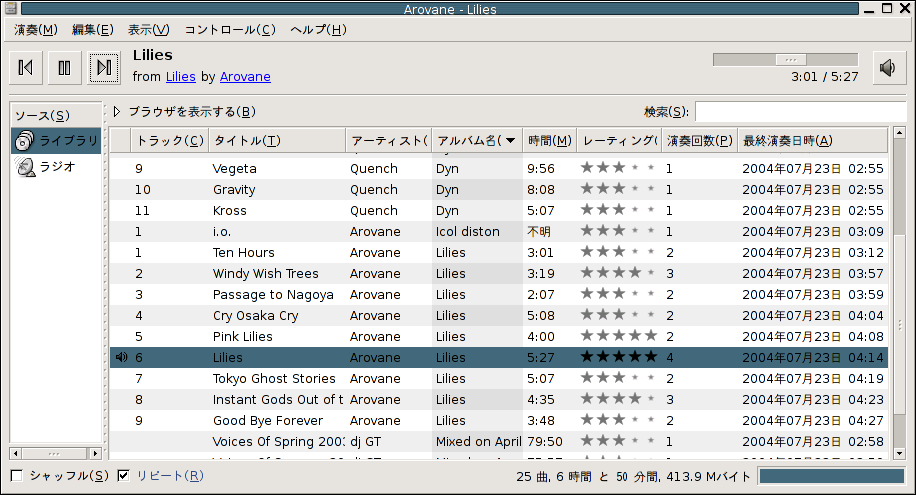 Arovane - Lilies
演奏(M) 編集(E) 表示(V) コントロール(C) ヘルプ(H)
Lilies
from Lilies by Arovane
3:01 / 5:27
ソース(S)
ライブラリ
ラジオ
ブラウザを表示する(B) 検索(S):
トラック(C) タイトル(T) アーティスト( アルバム名( 時間(M) レーティング( 演奏回数(P) 最終演奏日時(A)
9 Vegeta Quench Dyn 9:56 1 2004年07月23日 02:55
10 Gravity Quench Dyn 8:08 1 2004年07月23日 02:55
11 Kross Quench Dyn 5:07 1 2004年07月23日 02:55
1 i.o. Arovane Icol diston 不明 1 2004年07月23日 03:09
1 Ten Hours Arovane Lilies 3:01 2 2004年07月23日 03:12
2 Windy Wish Trees Arovane Lilies 3:19 3 2004年07月23日 03:57
3 Passage to Nagoya Arovane Lilies 2:07 2 2004年07月23日 03:59
4 Cry Osaka Cry Arovane Lilies 5:08 2 2004年07月23日 04:04
5 Pink Lilies Arovane Lilies 4:00 2 2004年07月23日 04:08
6 Lilies Arovane Lilies 5:27 4 2004年07月23日 04:14
7 Tokyo Ghost Stories Arovane Lilies 5:07 2 2004年07月23日 04:19
8 Instant Gods Out of t Arovane Lilies 4:35 3 2004年07月23日 04:23
9 Good Bye Forever Arovane Lilies 3:48 2 2004年07月23日 04:27
Voices Of Spring 2003 dj GT Mixed on April 79:50 1 2004年07月23日 02:58
シャッフル(S) リピート(R) 25 曲, 6 時間 と 50 分間, 413.9 Mバイト